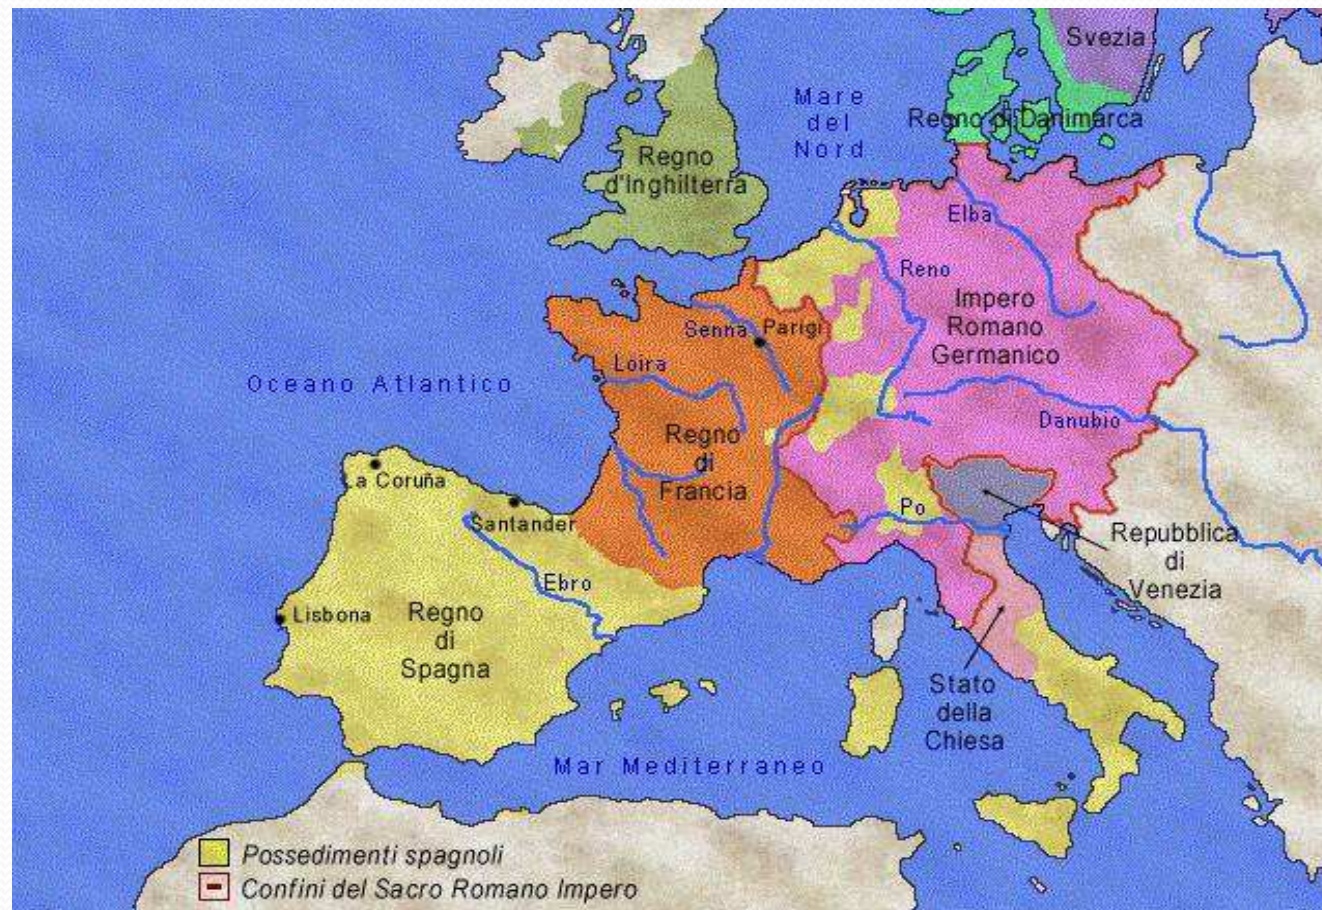 Svezia
Mare
del
Nord
Regno di Danimarca
Regno
d'Inghilterra
Elba
Reno
Impero
Romano
Germanico
Senna
Parigi
Loira
Oceano Atlantico
Danubio
Regno
di
Francia
La Coruña
Santander
Po
Repubblica
di
Venezia
Ebro
Lisbona
Regno
di
Spagna
Stato
della
Chiesa
Mar Mediterraneo
Possedimenti spagnoli
Confini del Sacro Romano Impero